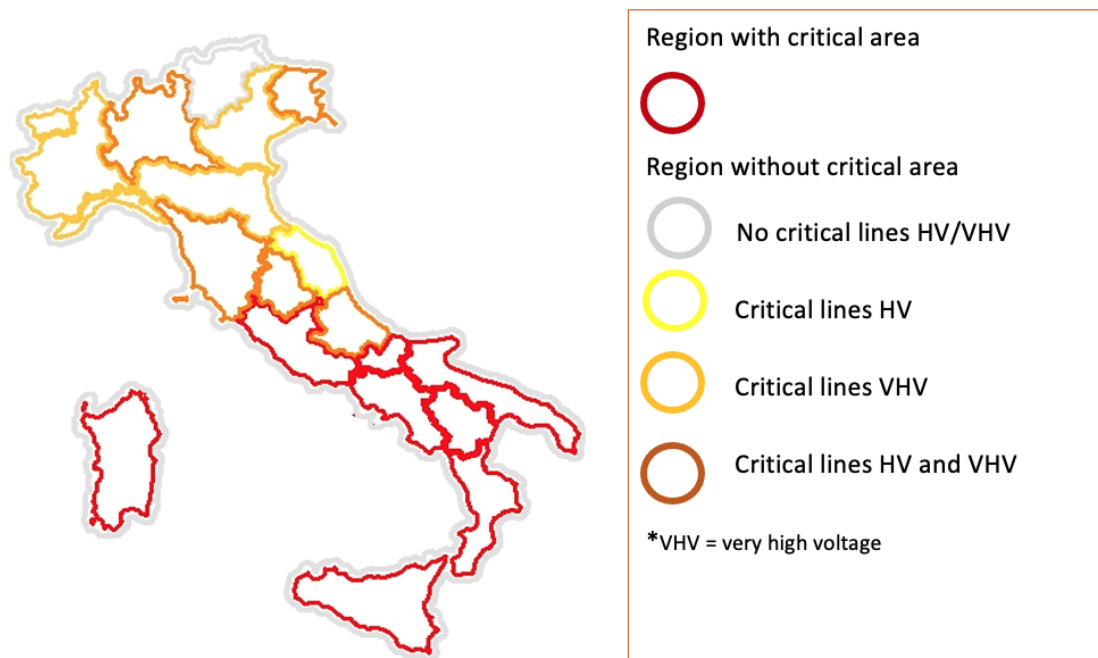 Region with critical area
Region without critical area
No critical lines HV/VHV
Critical lines HV
Critical lines VHV
Critical lines HV and VHV
*VHV = very high voltage